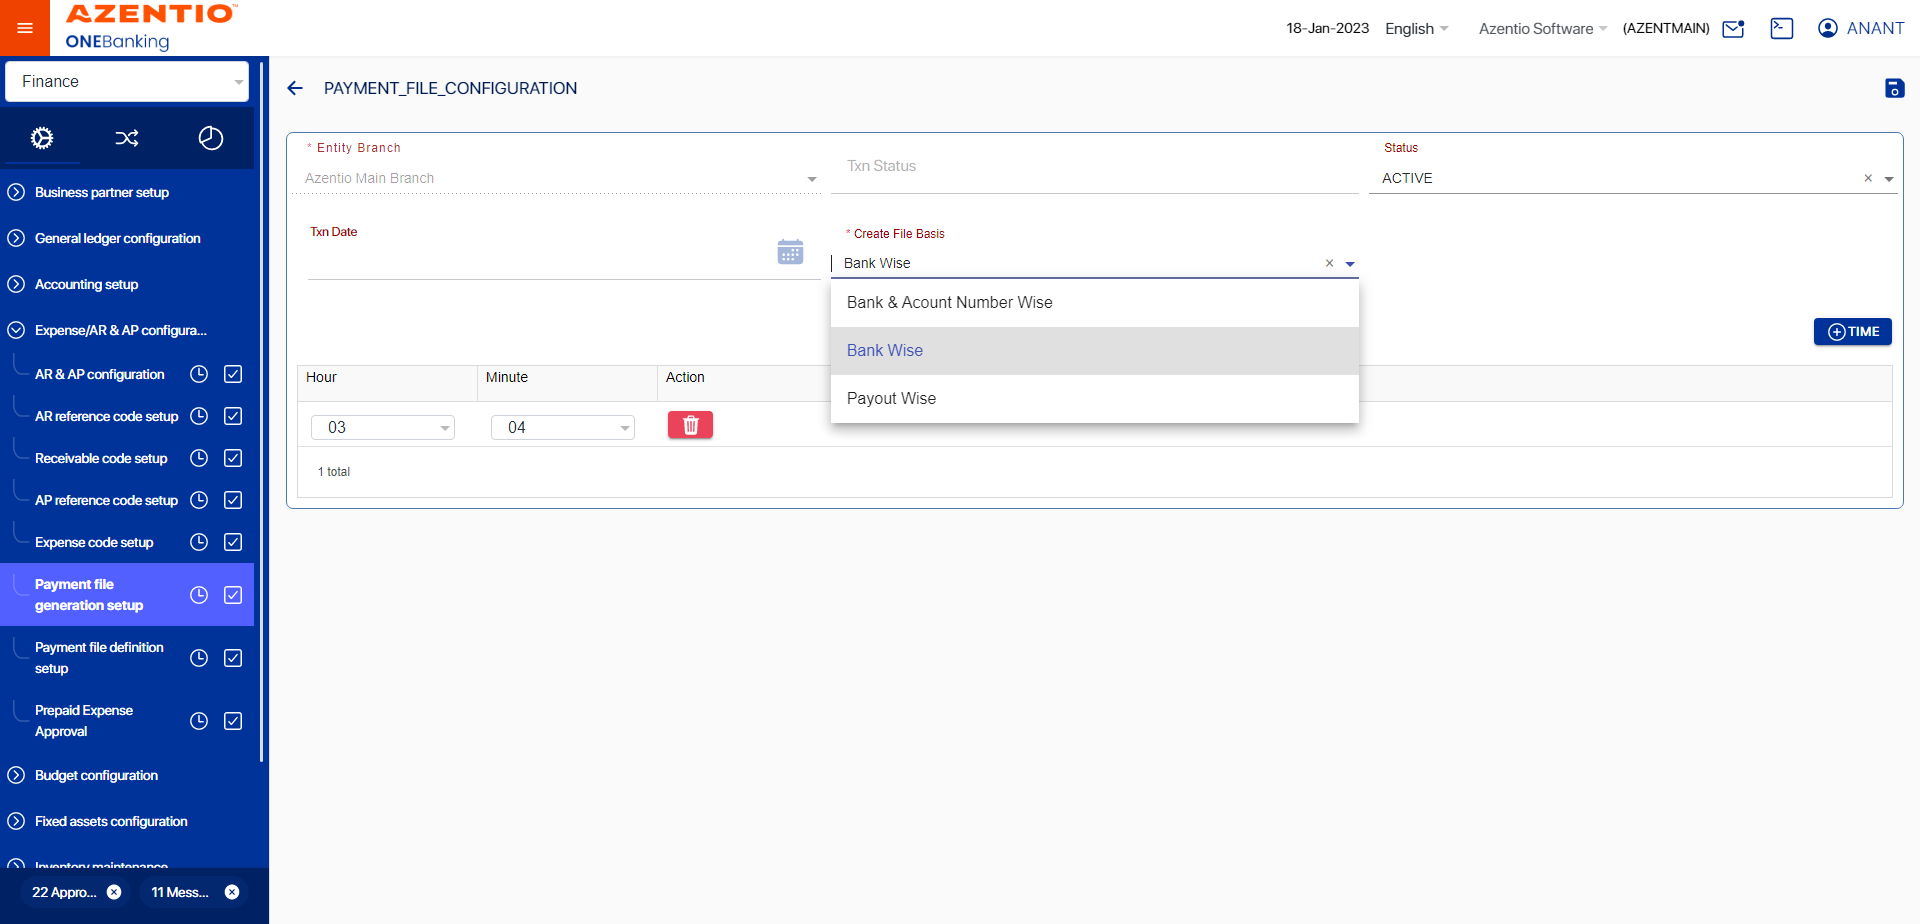 AZENTIO™
ONEBanking
18-Jan-2023 English Azentio Software (AZENTMAIN) ANANT
Finance
Business partner setup
General ledger configuration
Accounting setup
Expense/AR & AP configura...
AR & AP configuration
AR reference code setup
Receivable code setup
AP reference code setup
Expense code setup
Payment file
generation setup
Payment file definition
setup
Prepaid Expense
Approval
Budget configuration
Fixed assets configuration
Inventory maintenance
22 Appro...
11 Mess...
PAYMENT_FILE_CONFIGURATION
* Entity Branch
Azentio Main Branch
Txn Status
Status
ACTIVE
Txn Date
* Create File Basis
Bank Wise
Bank & Acount Number Wise
Bank Wise
Payout Wise
TIME
Hour Minute Action
03 04
1 total